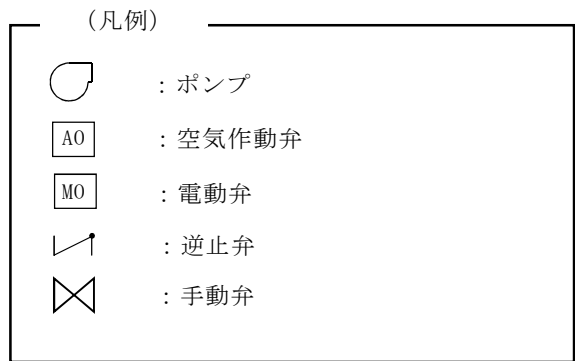 （凡例）
：ポンプ
AO ：空気作動弁
MO ：電動弁
：逆止弁
：手動弁